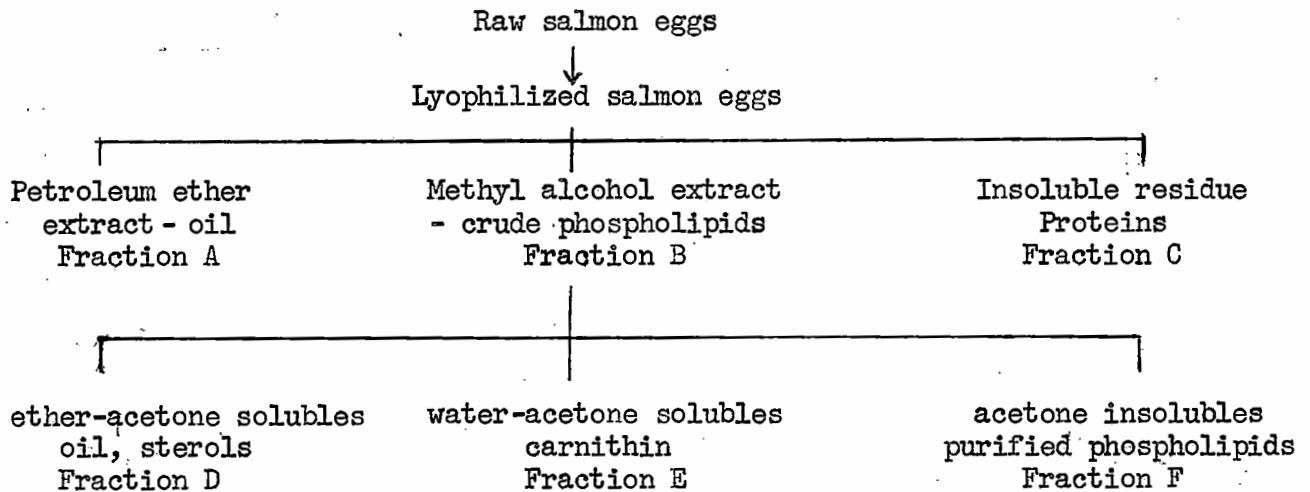 Raw salmon eggs
Lyophilized salmon eggs
Petroleum ether
extract - oil
Fraction A
Methyl alcohol extract
- crude phospholipids
Fraction B
Insoluble residue
Proteins
Fraction C
ether-acetone solubles
oil, sterols
Fraction D
water-acetone solubles
carnithin
Fraction E
acetone insolubles
purified phospholipids
Fraction F